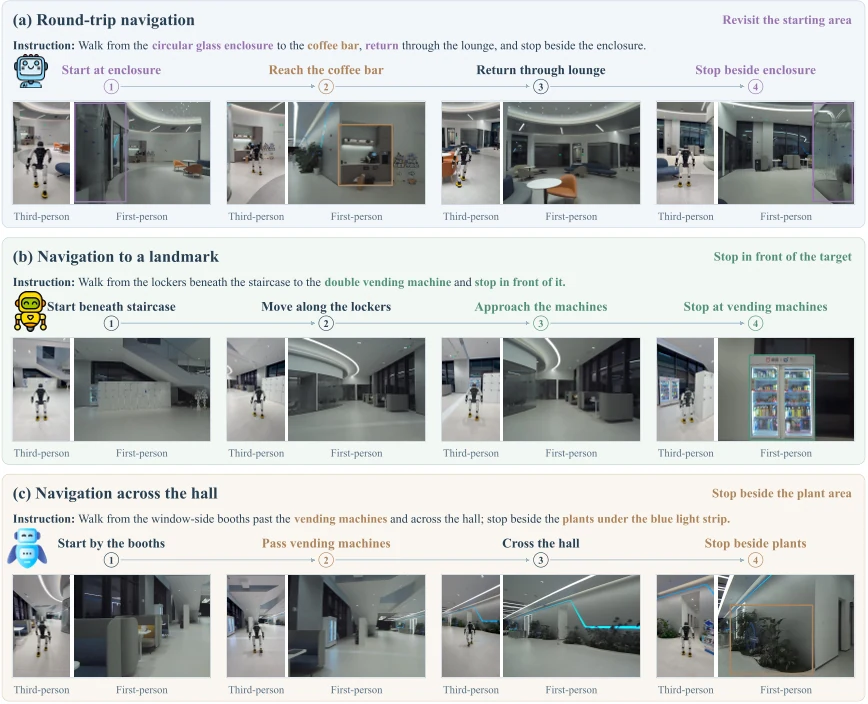 (a) Round-trip navigation
Revisit the starting area
Instruction: Walk from the circular glass enclosure to the coffee bar, return through the lounge, and stop beside the enclosure.
Start at enclosure
Reach the coffee bar
Return through lounge
Stop beside enclosure
1
2
3
4
Third-person First-person Third-person First-person Third-person First-person Third-person First-person
(b) Navigation to a landmark
Stop in front of the target
Instruction: Walk from the lockers beneath the staircase to the double vending machine and stop in front of it.
Start beneath staircase
Move along the lockers
Approach the machines
Stop at vending machines
1
2
3
4
Third-person First-person Third-person First-person Third-person First-person Third-person First-person
(c) Navigation across the hall
Stop beside the plant area
Instruction: Walk from the window-side booths past the vending machines and across the hall; stop beside the plants under the blue light strip.
Start by the booths
Pass vending machines
Cross the hall
Stop beside plants
1
2
3
4
Third-person First-person Third-person First-person Third-person First-person Third-person First-person